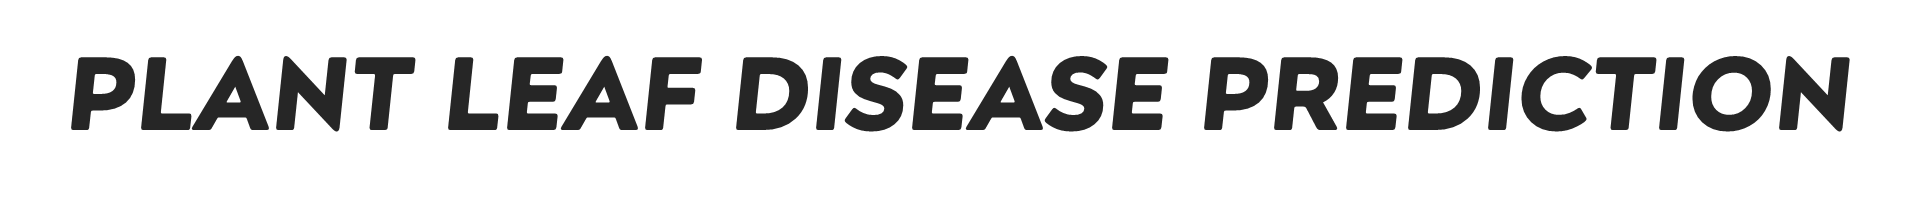 PLANT LEAF DISEASE PREDICTION